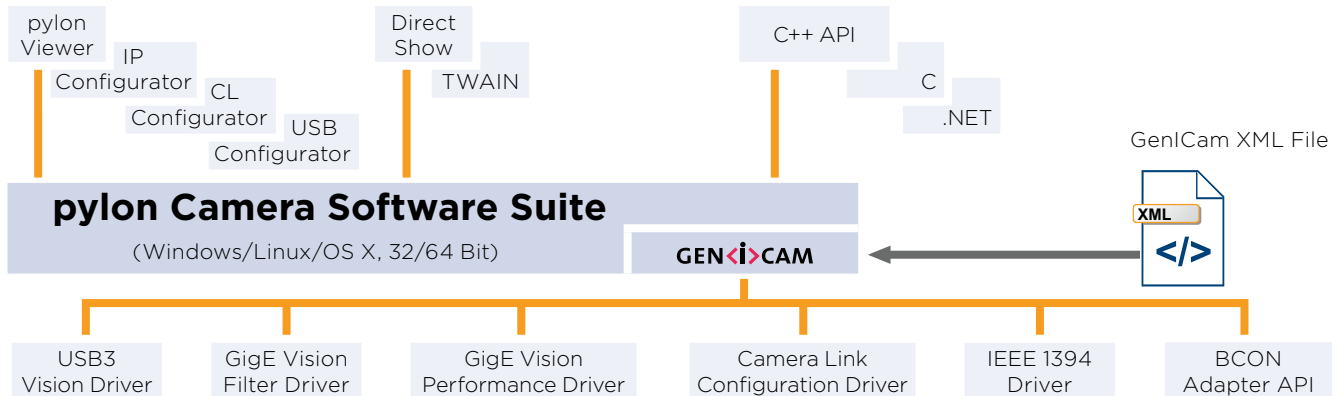 pylon
Viewer
IP
Configurator
CL
Configurator
USB
Configurator
Direct
Show
TWAIN
C++ API
C
.NET
GenICam XML File
XML
</>
pylon Camera Software Suite
(Windows/Linux/OS X, 32/64 Bit)
GEN<i>CAM
USB3
Vision Driver
GigE Vision
Filter Driver
GigE Vision
Performance Driver
Camera Link
Configuration Driver
IEEE 1394
Driver
BCON
Adapter API